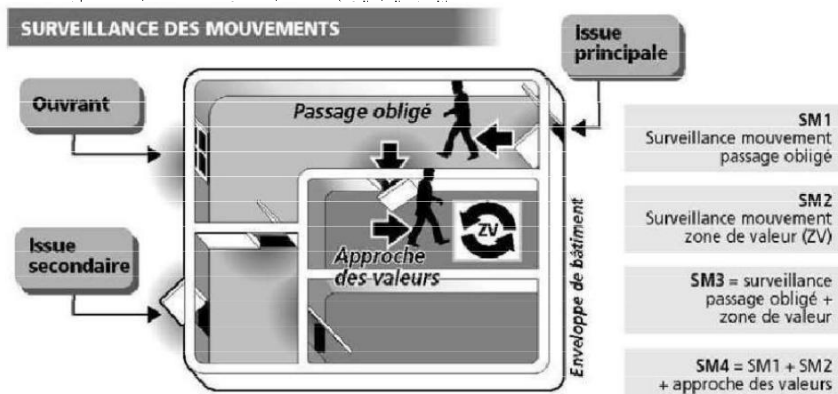 SURVEILLANCE DES MOUVEMENTS
Issue
principale
Ouvrant
Passage obligé
Issue
secondaire
ZV
Approche
des valeurs
Enveloppe de bâtiment
SM1
Surveillance mouvement
passage obligé
SM2
Surveillance mouvement
zone de valeur (ZV)
SM3 = surveillance
passage obligé +
zone de valeur
SM4 = SM1 + SM2
+ approche des valeurs